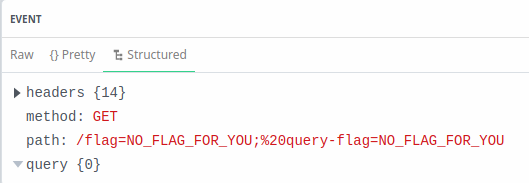 EVENT
Raw {} Pretty Structured
headers {14}
method: GET
path: /flag=NO_FLAG_FOR_YOU;%20query-flag=NO_FLAG_FOR_YOU
query {0}